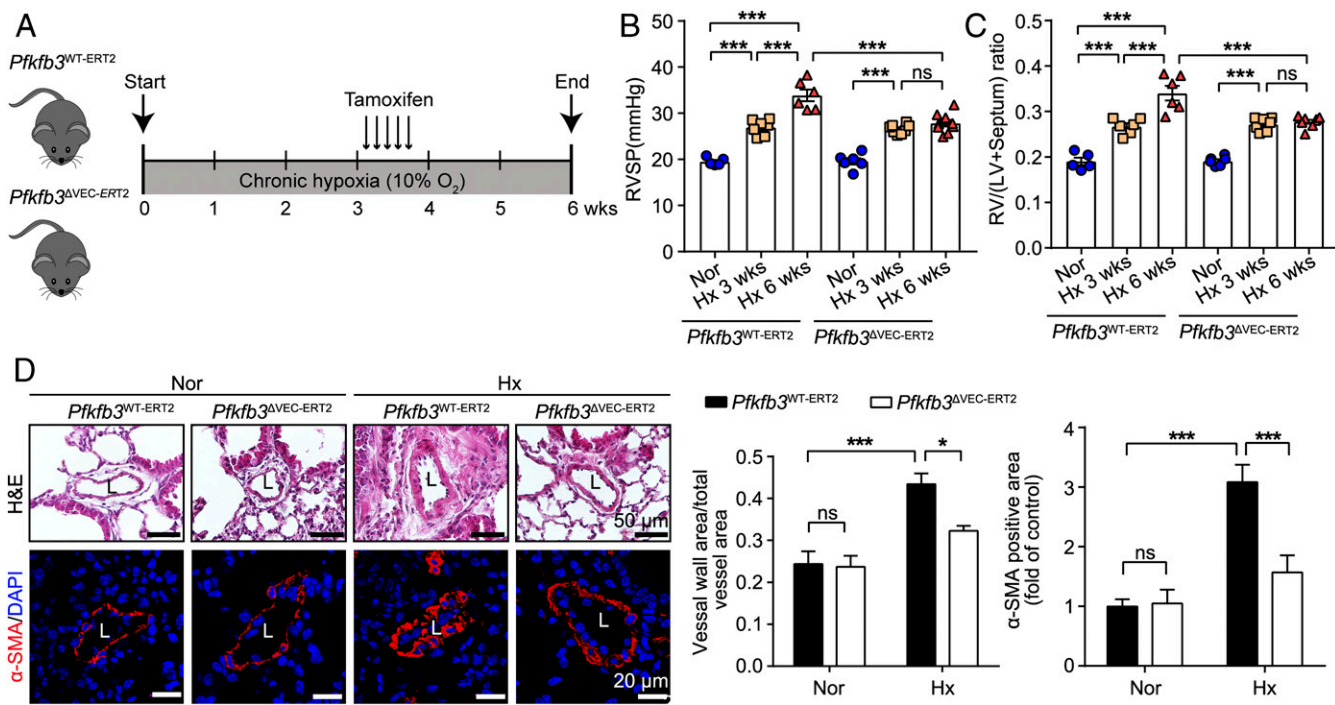 A
Pfkfb3WT-ERT2
Pfkfb3ΔVEC-ERT2
Start
Tamoxifen
End
Chronic hypoxia (10% O2)
0 1 2 3 4 5 6 wks
B
RVSP(mmHg)
50
40
30
20
10
0
***
*** *** ***
*** ns
Nor
Hx 3 wks
Hx 6 wks
Nor
Hx 3 wks
Hx 6 wks
Pfkfb3WT-ERT2 Pfkfb3ΔVEC-ERT2
C
RV/(LV+Septum) ratio
0.5
0.4
0.3
0.2
0.1
0.0
***
*** *** ***
*** ns
Nor
Hx 3 wks
Hx 6 wks
Nor
Hx 3 wks
Hx 6 wks
Pfkfb3WT-ERT2 Pfkfb3ΔVEC-ERT2
D
Nor Hx
Pfkfb3WT-ERT2 Pfkfb3ΔVEC-ERT2 Pfkfb3WT-ERT2 Pfkfb3ΔVEC-ERT2
H&E
L L L L
50 μm
α-SMA/DAPI
L L L L
20 μm
Pfkfb3WT-ERT2 Pfkfb3ΔVEC-ERT2
Vessal wall area/total
vessel area
0.5
0.4
0.3
0.2
0.1
0.0
*** *
ns
Nor Hx
α-SMA positive area
(fold of control)
4
3
2
1
0
*** ***
ns
Nor Hx